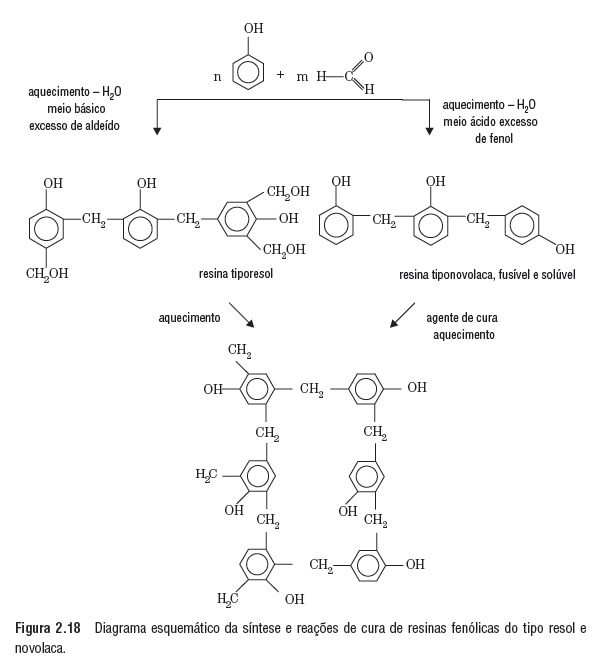 OH
n + m H—C O
H
aquecimento – H₂O
meio básico
excesso de aldeído
aquecimento – H₂O
meio ácido excesso
de fenol
OH OH CH₂OH OH OH
CH₂ CH₂ OH CH₂ CH₂
CH₂OH CH₂OH OH
resina tiporesol
resina tiponovolaca, fusível e solúvel
aquecimento
agente de cura
aquecimento
CH₂
OH CH₂ OH
CH₂ CH₂
H₂C
OH OH
CH₂ CH₂
CH₂ OH
H₂C OH
Figura 2.18 Diagrama esquemático da síntese e reações de cura de resinas fenólicas do tipo resol e
novolaca.